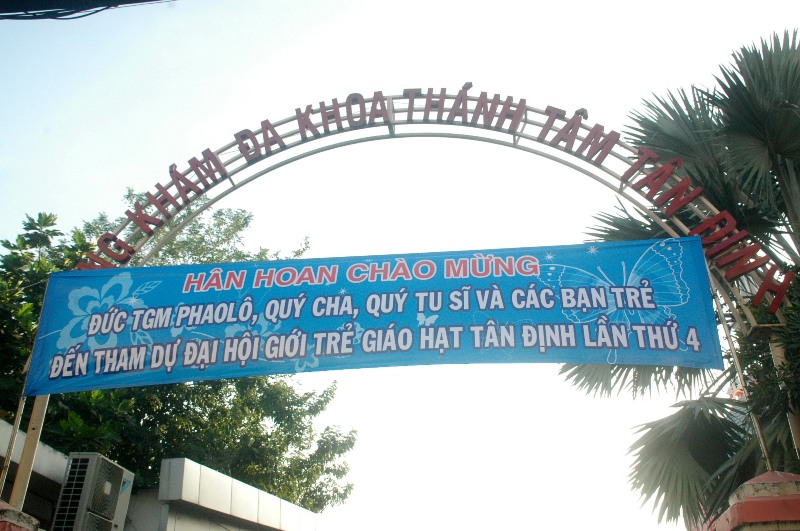 NG KHÁM ĐA KHOA THÁNH TÂM TÂN ĐỊNH
HÂN HOAN CHÀO MỪNG
ĐỨC TGM PHAOLÔ, QUÝ CHA, QUÝ TU SĨ VÀ CÁC BẠN TRẺ
ĐẾN THAM DỰ ĐẠI HỘI GIỚI TRẺ GIÁO HẠT TÂN ĐỊNH LẦN THỨ 4